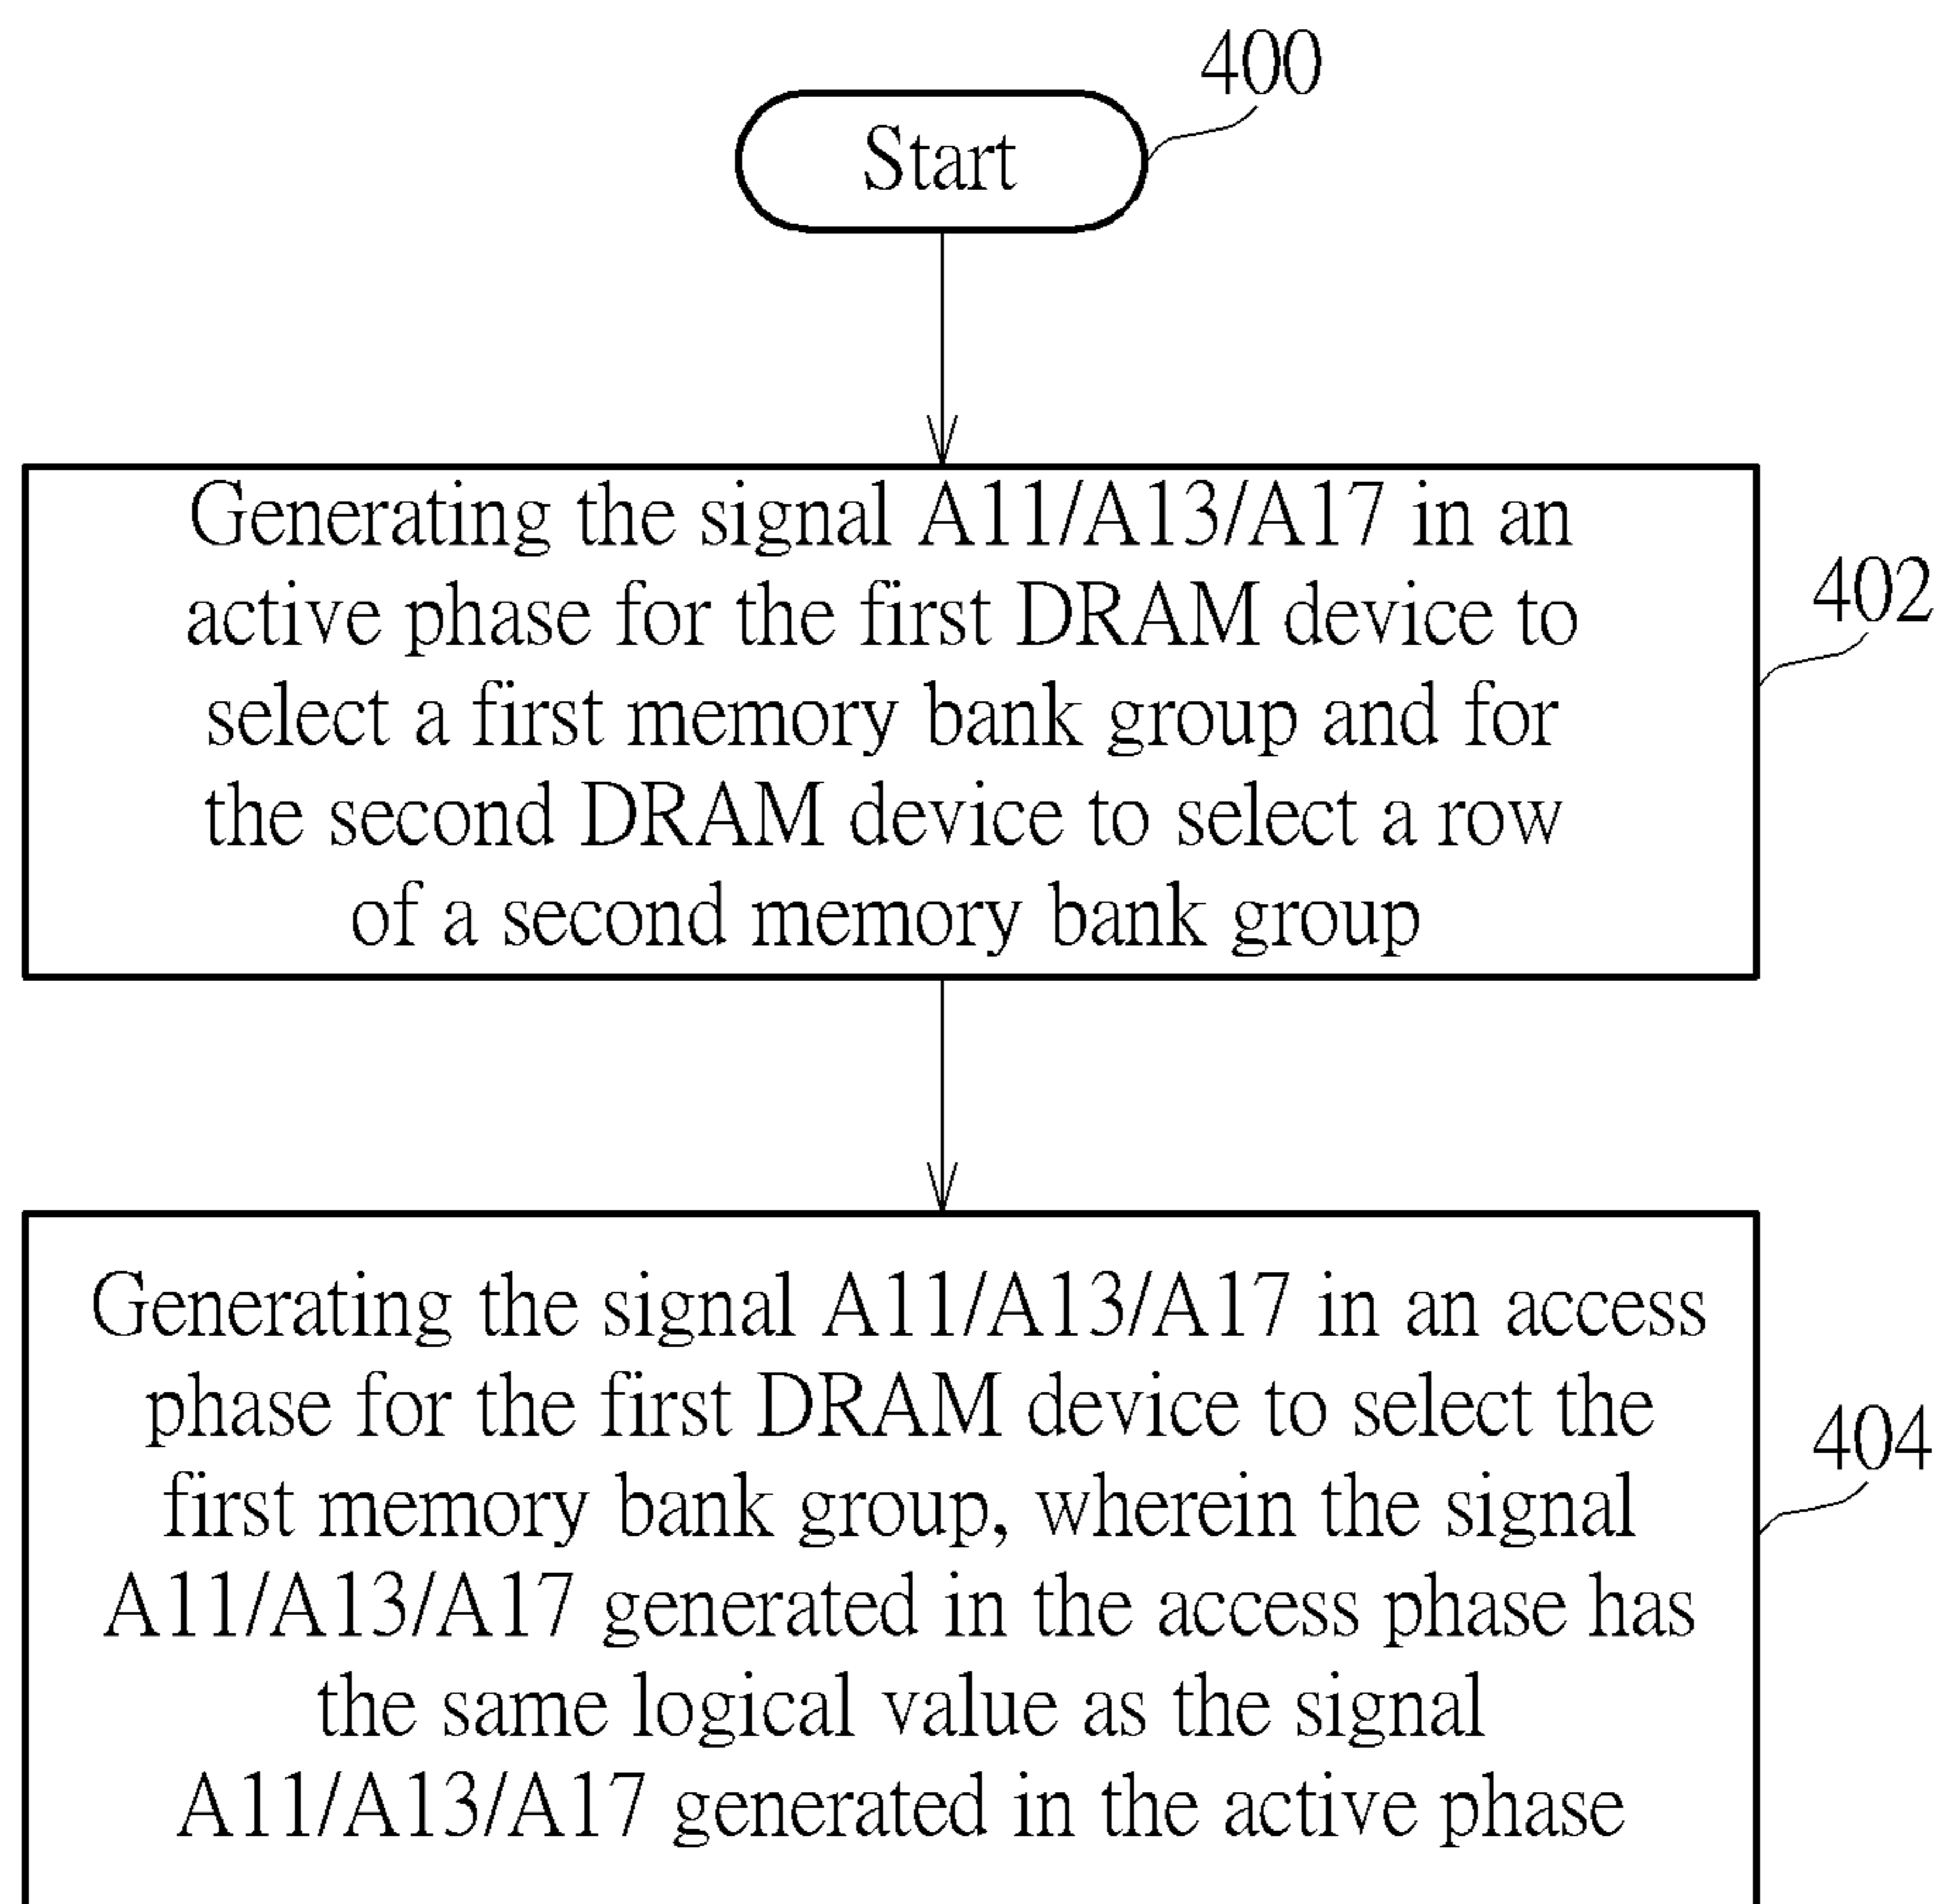 400
Start
Generating the signal A11/A13/A17 in an
active phase for the first DRAM device to
select a first memory bank group and for
the second DRAM device to select a row
of a second memory bank group
402
Generating the signal A11/A13/A17 in an access
phase for the first DRAM device to select the
first memory bank group, wherein the signal
A11/A13/A17 generated in the access phase has
the same logical value as the signal
A11/A13/A17 generated in the active phase
404